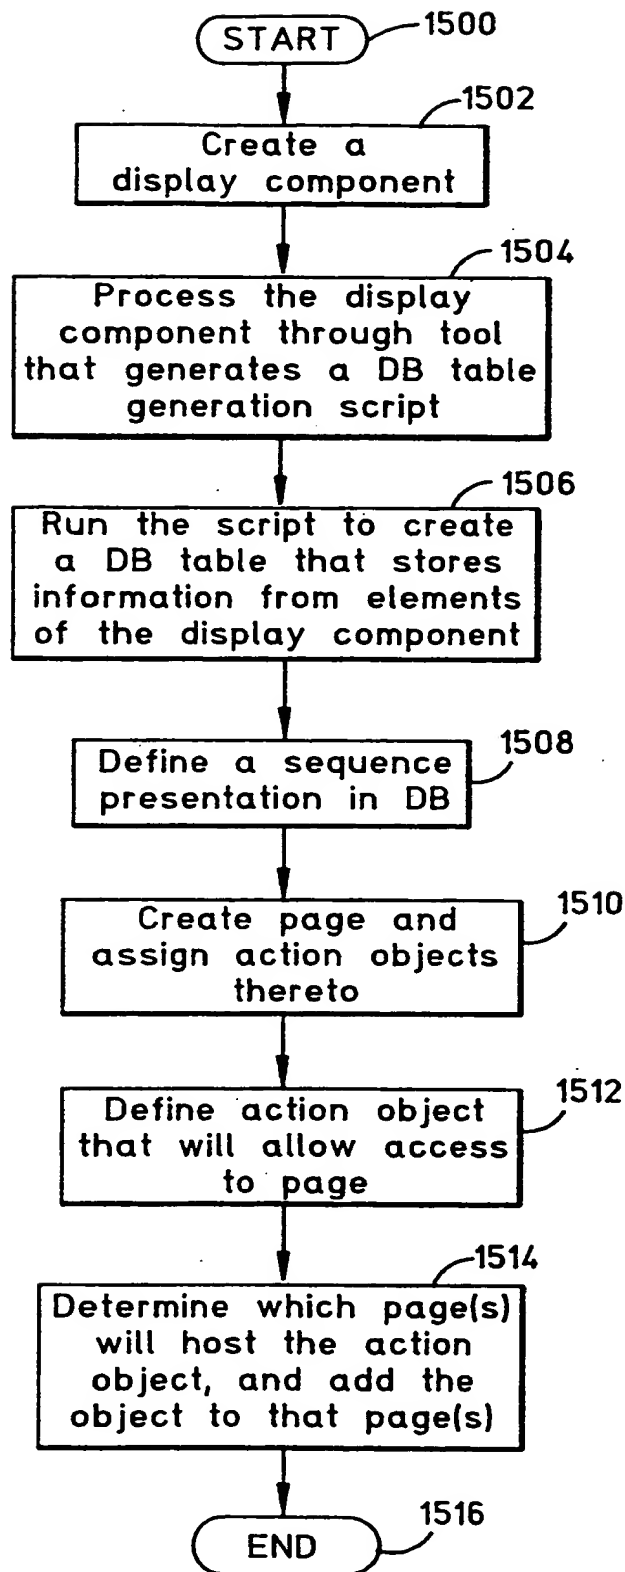 START
1500
1502
Create a
display component
1504
Process the display
component through tool
that generates a DB table
generation script
1506
Run the script to create
a DB table that stores
information from elements
of the display component
1508
Define a sequence
presentation in DB
1510
Create page and
assign action objects
thereto
1512
Define action object
that will allow access
to page
1514
Determine which page(s)
will host the action
object, and add the
object to that page(s)
1516
END